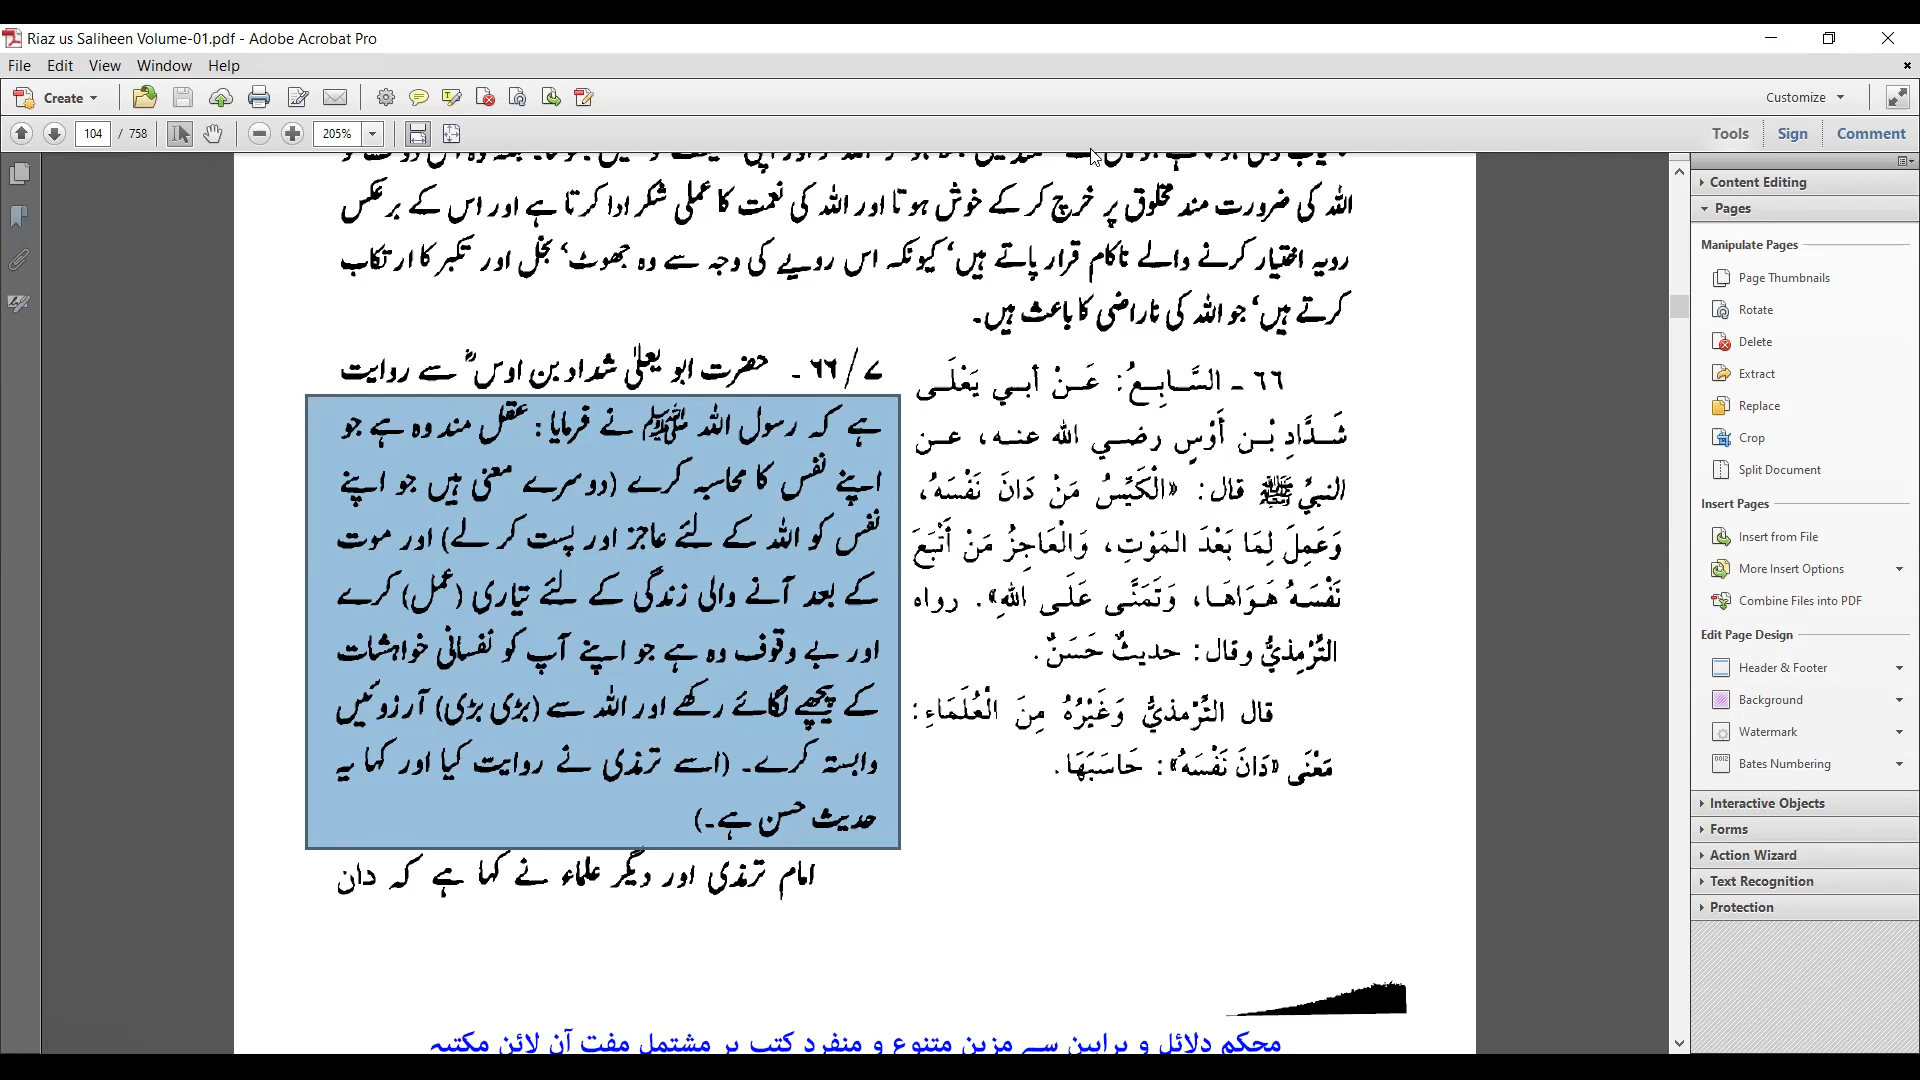 Riaz us Saliheen Volume-01.pdf - Adobe Acrobat Pro
File Edit View Window Help
Create
Customize
104 / 758
205%
Tools Sign Comment
اللہ کی ضرورت مند مخلوق پر خرچ کر کے خوش ہوتا اور اللہ کی نعمت کا عملی شکر ادا کرتا ہے اور اس کے برعکس
رویہ اختیار کرنے والے ناکام قرار پاتے ہیں‘ کیونکہ اس رویے کی وجہ سے وہ جھوٹ‘ بخل اور تکبر کا ارتکاب
کرتے ہیں‘ جو اللہ کی ناراضی کا باعث ہیں۔
٦٦ ـ السَّابِعُ: عَنْ أبي يَعْلَى
شَدَّادِ بْن أَوْسٍ رضي الله عنه، عن
النبيِّ ﷺ قال: «الْكَيِّسُ مَنْ دَانَ نَفْسَهُ،
وَعَمِلَ لِمَا بَعْدَ المَوْتِ، وَالْعَاجِزُ مَنْ أَتْبَعَ
نَفْسَهُ هَوَاهَا، وَتَمَنَّى عَلَى اللهِ». رواه
التِّرْمِذيُّ وقال: حديثٌ حَسَنٌ.
قال التِّرْمذيُّ وَغَيْرُهُ مِنَ الْعُلَمَاءِ:
مَعْنَى «دَانَ نَفْسَهُ»: حَاسَبَهَا.
۷ / ٦٦ ۔ حضرت ابو یعلیٰ شداد بن اوسؓ سے روایت
ہے کہ رسول اللہ ﷺ نے فرمایا: عقل مند وہ ہے جو
اپنے نفس کا محاسبہ کرے (دوسرے معنی ہیں جو اپنے
نفس کو اللہ کے لئے عاجز اور پست کر لے) اور موت
کے بعد آنے والی زندگی کے لئے تیاری (عمل) کرے
اور بے وقوف وہ ہے جو اپنے آپ کو نفسانی خواہشات
کے پیچھے لگائے رکھے اور اللہ سے (بڑی بڑی) آرزوئیں
وابستہ کرے۔ (اسے ترمذی نے روایت کیا اور کہا یہ
حدیث حسن ہے۔)
امام ترمذی اور دیگر علماء نے کہا ہے کہ دان
محکم دلائل و براہین سے مزین متنوع و منفرد کتب پر مشتمل مفت آن لائن مکتبہ
Content Editing
Pages
Manipulate Pages
Page Thumbnails
Rotate
Delete
Extract
Replace
Crop
Split Document
Insert Pages
Insert from File
More Insert Options
Combine Files into PDF
Edit Page Design
Header & Footer
Background
Watermark
Bates Numbering
Interactive Objects
Forms
Action Wizard
Text Recognition
Protection